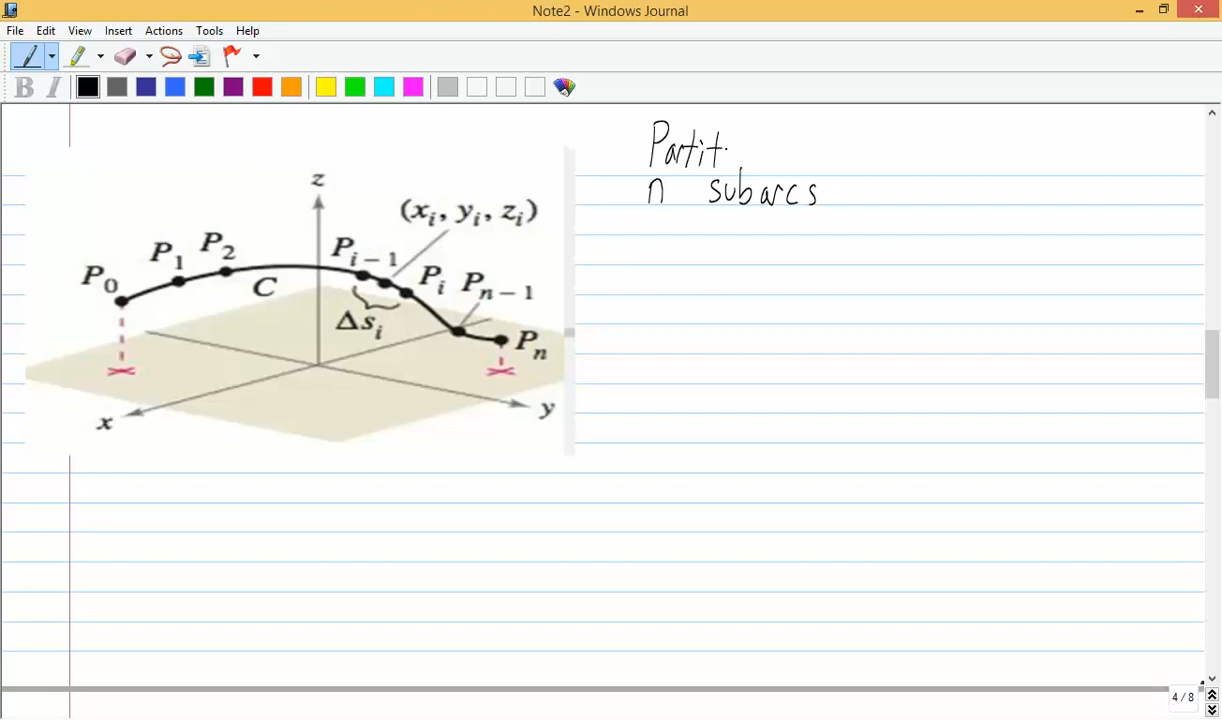 Note2 - Windows Journal
File Edit View Insert Actions Tools Help
B I
Partit
n subarcs
z
(xᵢ, yᵢ, zᵢ)
P₀ P₁ P₂ C Pᵢ₋₁ Pᵢ Pₙ₋₁
Δsᵢ
Pₙ
x y
4 / 8